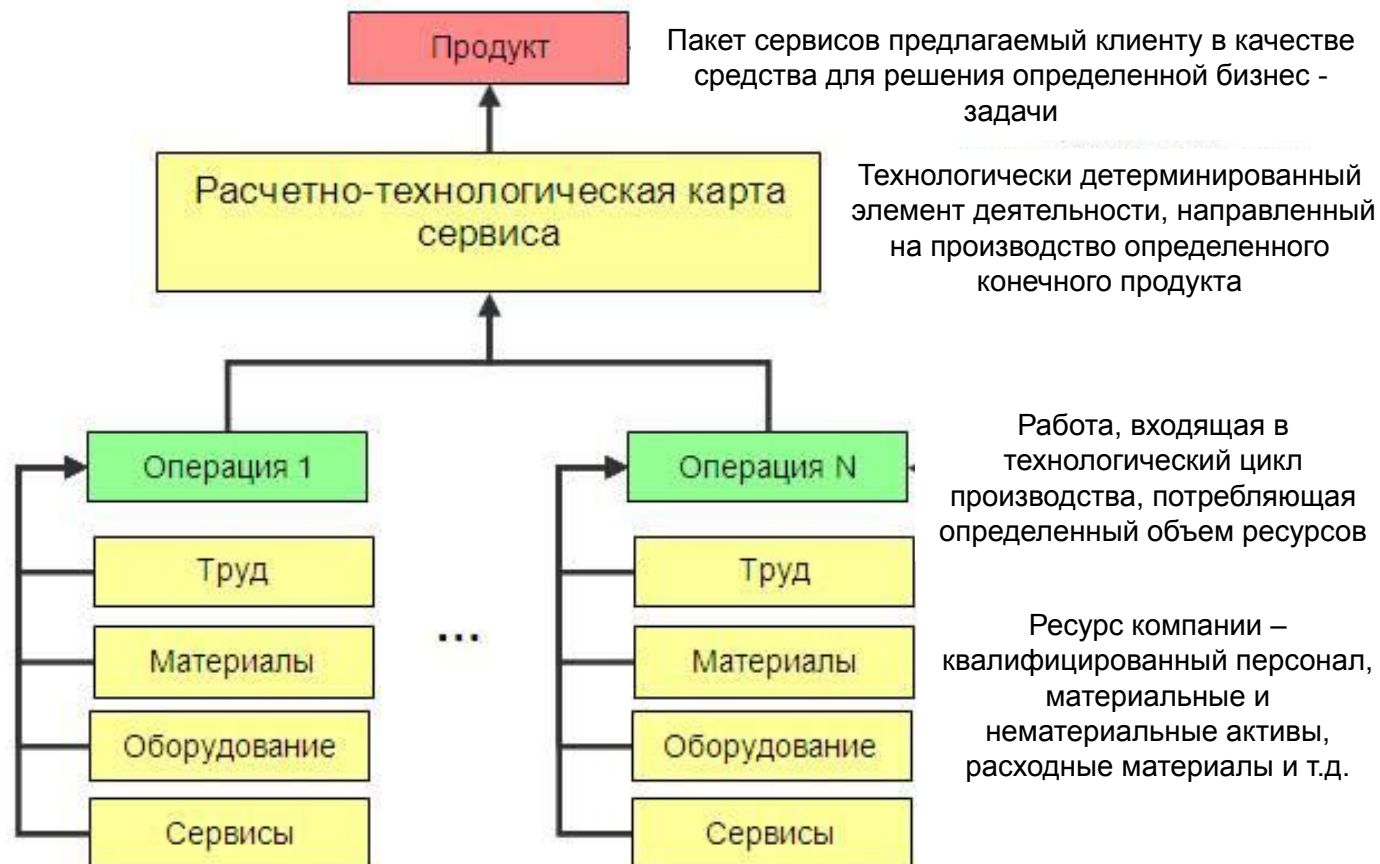 Продукт
Пакет сервисов предлагаемый клиенту в качестве
средства для решения определенной бизнес -
задачи
Расчетно-технологическая карта
сервиса
Технологически детерминированный
элемент деятельности, направленный
на производство определенного
конечного продукта
Операция 1
Операция N
Работа, входящая в
технологический цикл
производства, потребляющая
определенный объем ресурсов
Труд
Материалы
Оборудование
Сервисы
...
Труд
Материалы
Оборудование
Сервисы
Ресурс компании –
квалифицированный персонал,
материальные и
нематериальные активы,
расходные материалы и т.д.